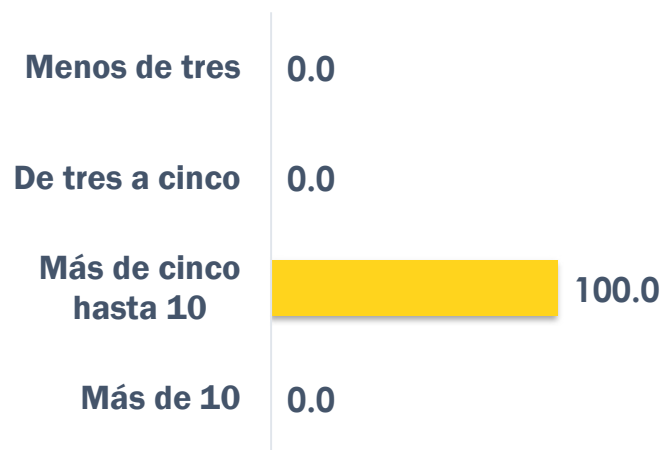 Menos de tres 0.0
De tres a cinco 0.0
Más de cinco
hasta 10 100.0
Más de 10 0.0